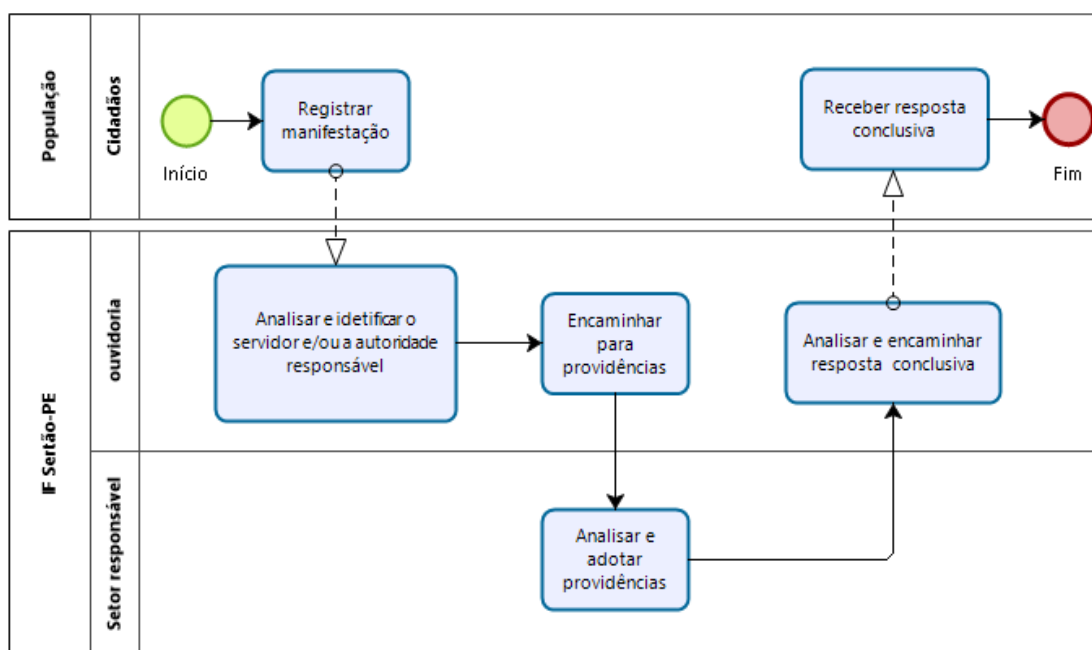 População
Cidadãos
Início
Registrar
manifestação
Receber resposta
conclusiva
Fim
IF Sertão-PE
ouvidoria
Analisar e idetificar o
servidor e/ou a autoridade
responsável
Encaminhar
para
providências
Analisar e encaminhar
resposta conclusiva
Setor responsável
Analisar e
adotar
providências